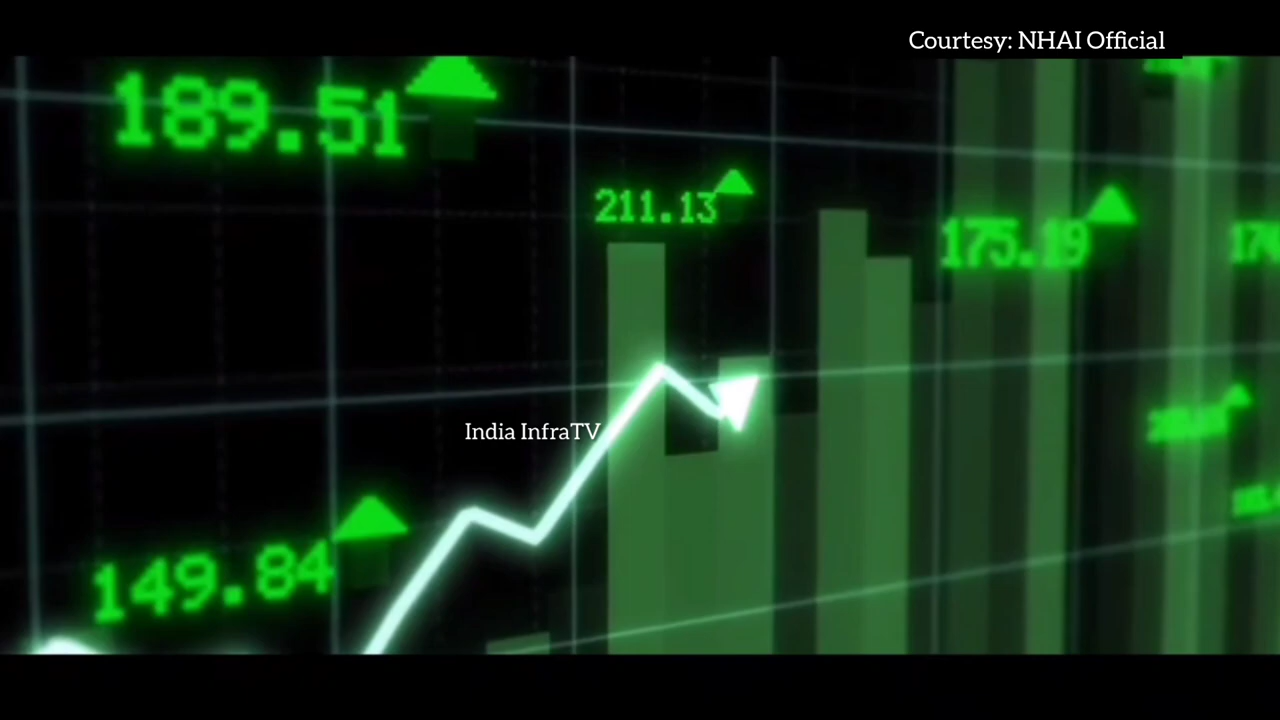 Courtesy: NHAI Official
189.51
211.13
175.19
India InfraTV
149.84